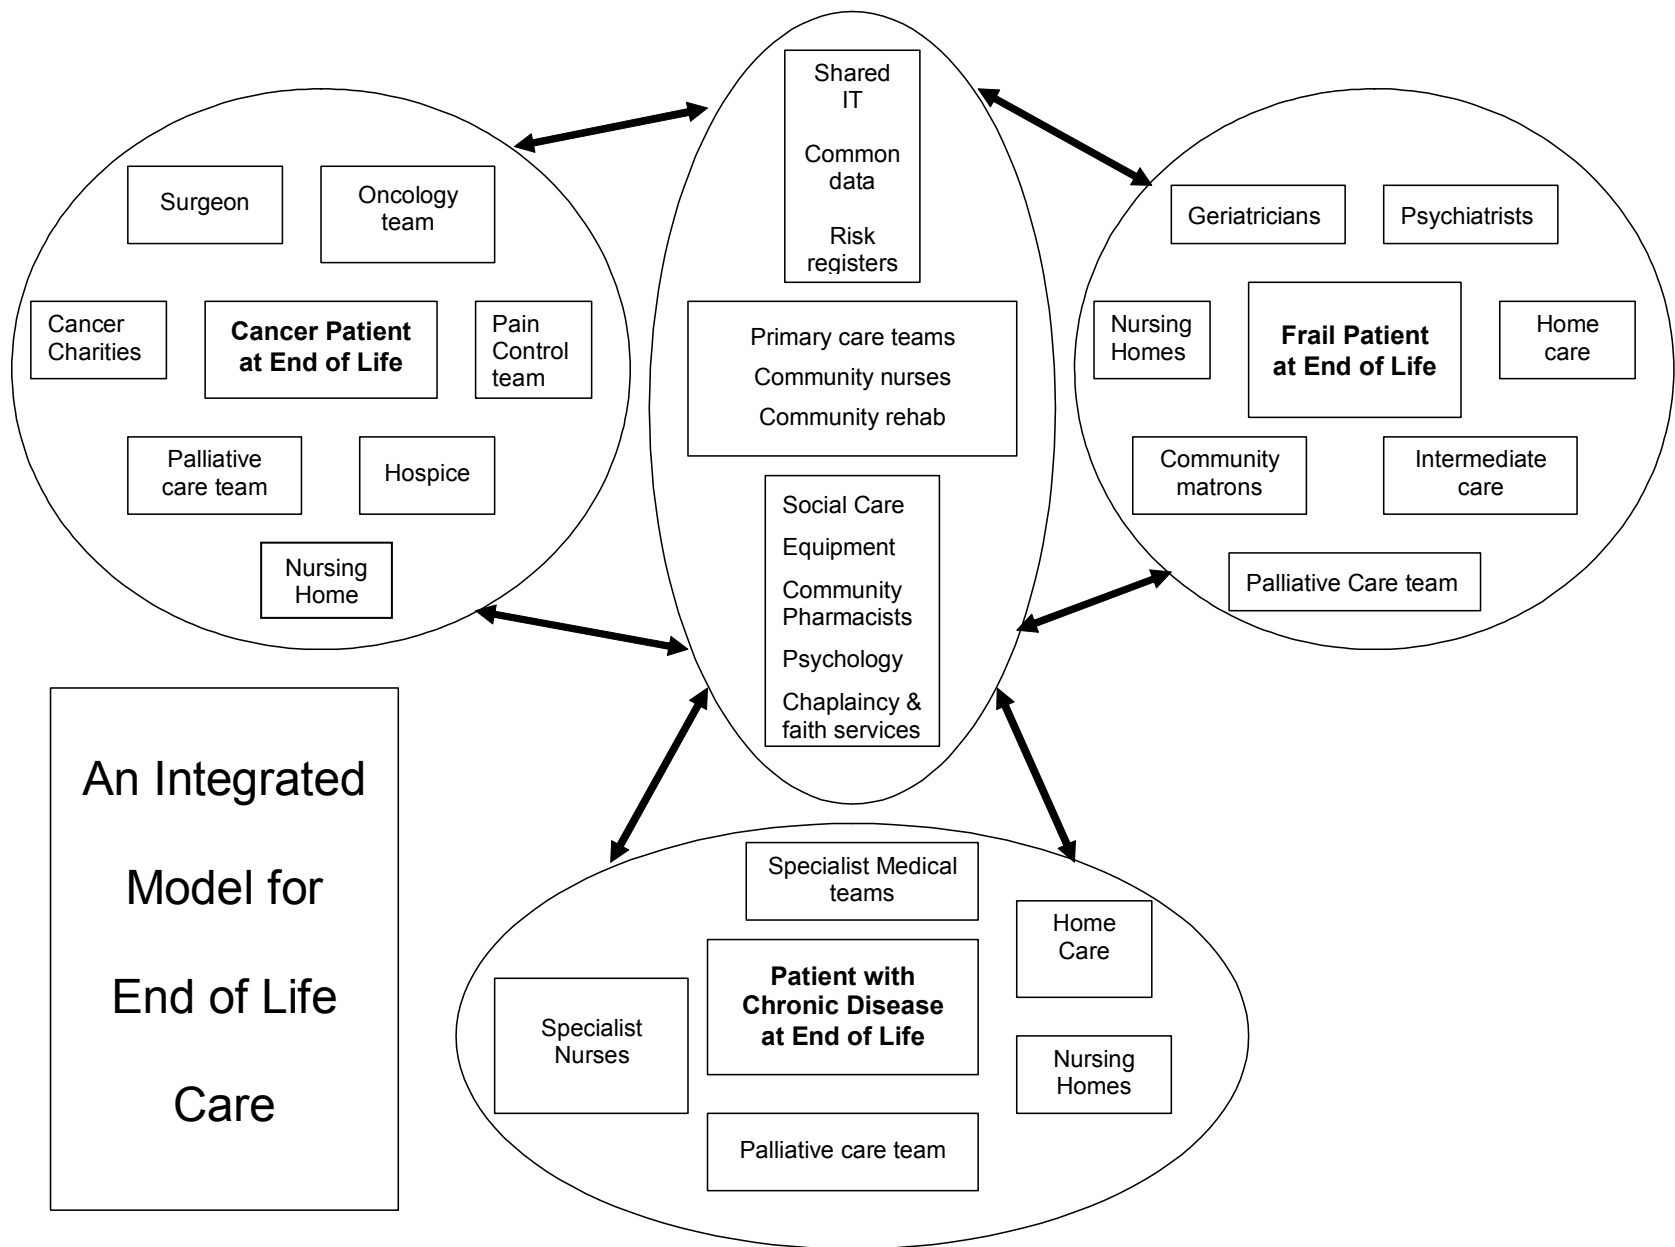 Shared
IT
Common
data
Risk
registers
Primary care teams
Community nurses
Community rehab
Social Care
Equipment
Community
Pharmacists
Psychology
Chaplaincy &
faith services
Surgeon
Oncology
team
Cancer
Charities
Cancer Patient
at End of Life
Pain
Control
team
Palliative
care team
Hospice
Nursing
Home
Geriatricians
Psychiatrists
Nursing
Homes
Frail Patient
at End of Life
Home
care
Community
matrons
Intermediate
care
Palliative Care team
An Integrated
Model for
End of Life
Care
Specialist Medical
teams
Home
Care
Patient with
Chronic Disease
at End of Life
Specialist
Nurses
Nursing
Homes
Palliative care team